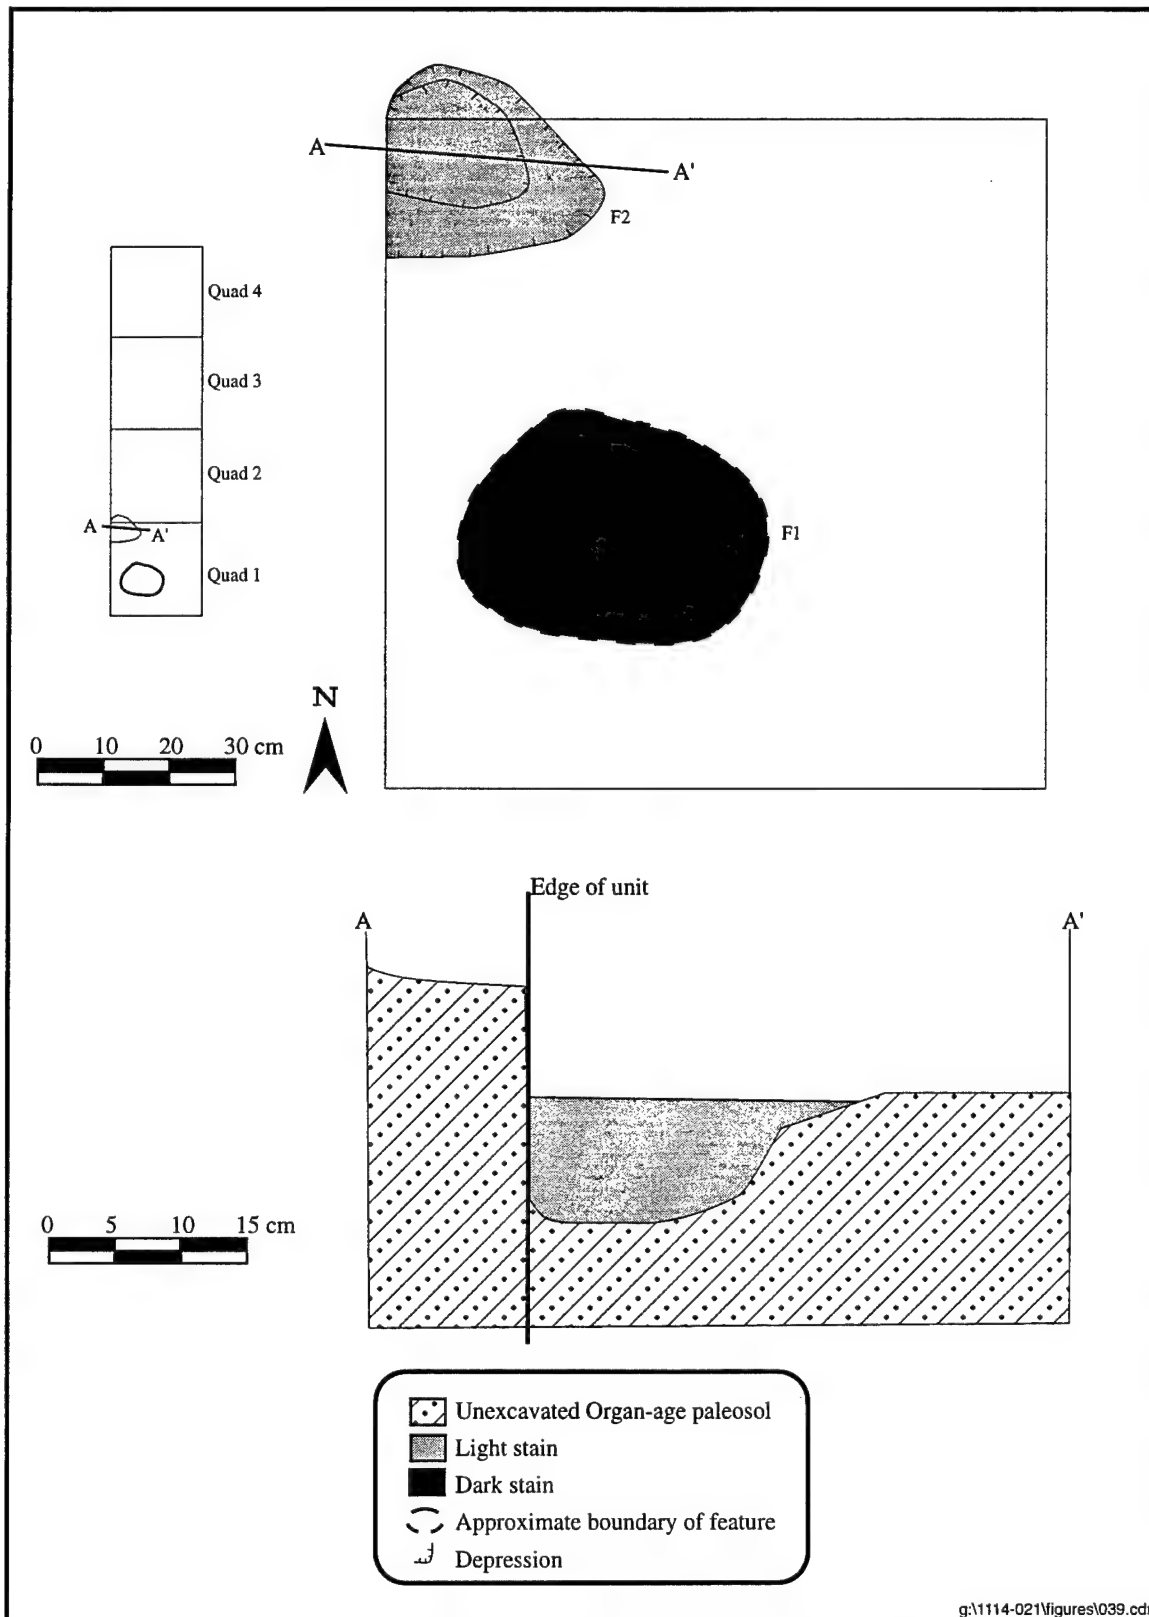 A
A'
F2
Quad 4
Quad 3
Quad 2
A
A'
Quad 1
F1
N
0 10 20 30 cm
Edge of unit
A
A'
0 5 10 15 cm
Unexcavated Organ-age paleosol
Light stain
Dark stain
Approximate boundary of feature
Depression
g:\1114-021\figures\039.cdr